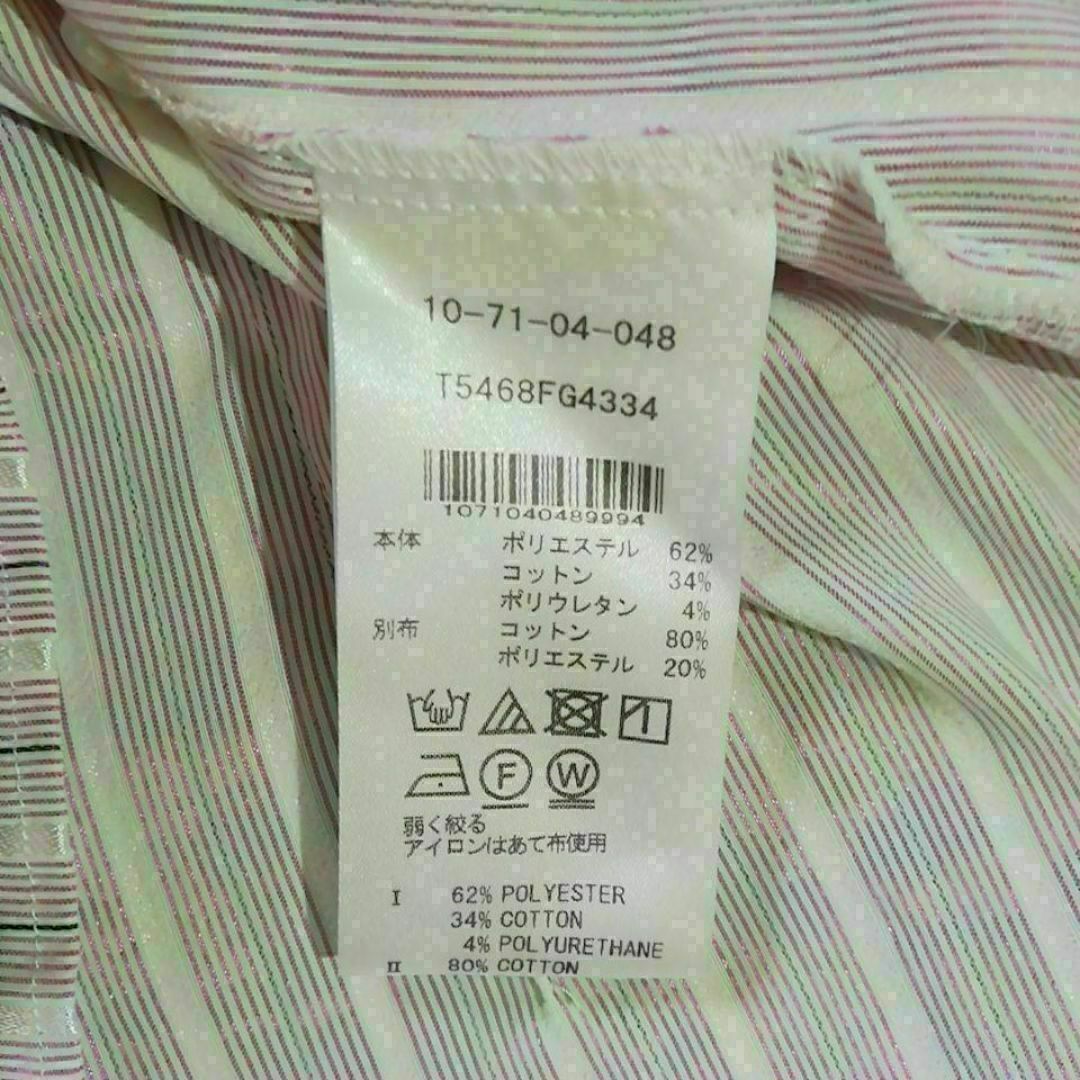 10-71-04-048
T5468FG4334
1071040489994
本体 ポリエステル 62%
コットン 34%
ポリウレタン 4%
別布 コットン 80%
ポリエステル 20%
F W
弱く絞る
アイロンはあて布使用
I 62% POLYESTER
34% COTTON
4% POLYURETHANE
II 80% COTTON